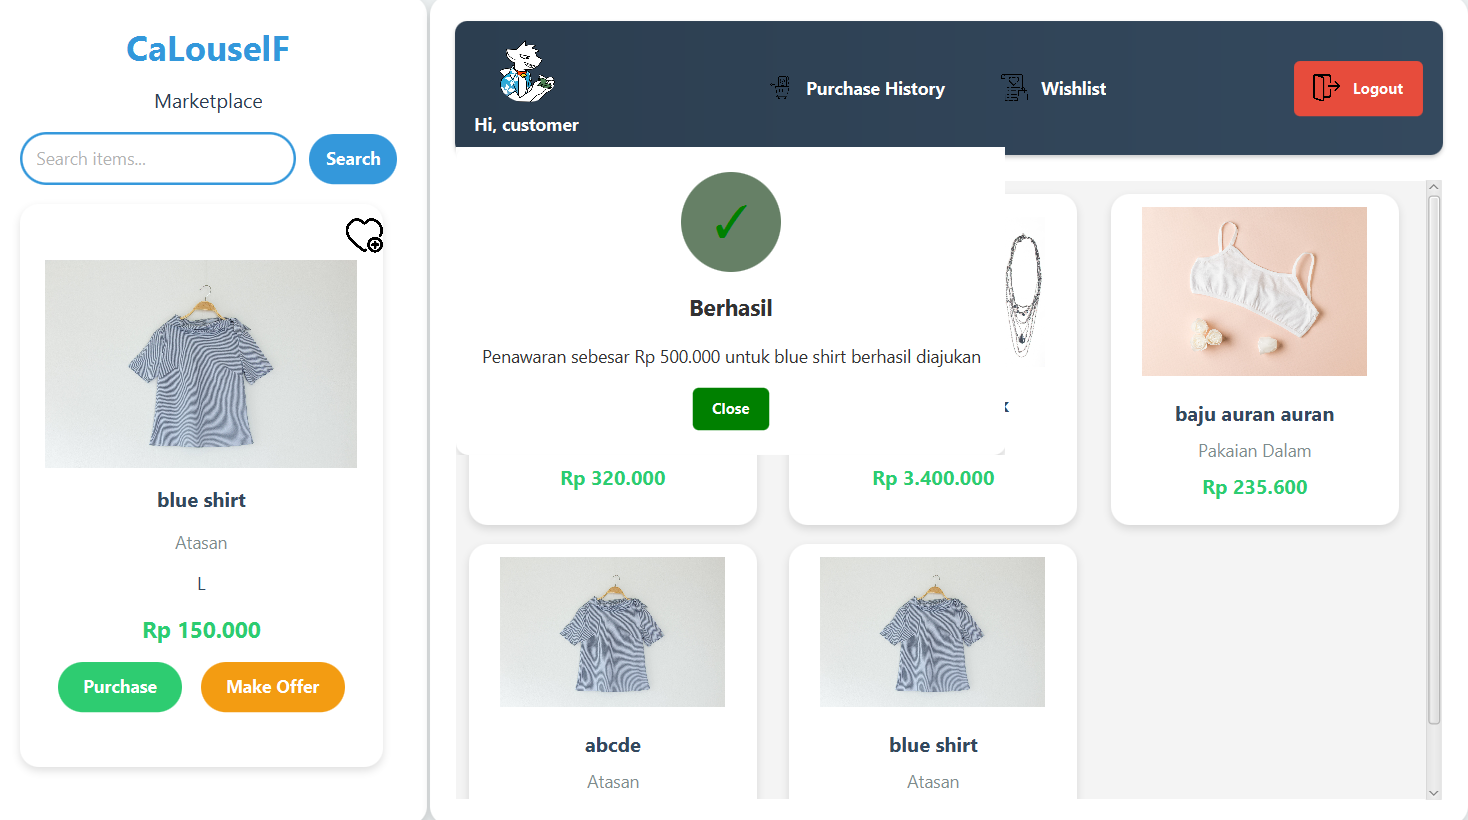 CaLouselF
Marketplace
Search items...
Search
blue shirt
Atasan
L
Rp 150.000
Purchase
Make Offer
Hi, customer
Purchase History
Wishlist
Logout
✓
Berhasil
Penawaran sebesar Rp 500.000 untuk blue shirt berhasil diajukan
Close
Rp 320.000
Rp 3.400.000
baju auran auran
Pakaian Dalam
Rp 235.600
abcde
Atasan
blue shirt
Atasan